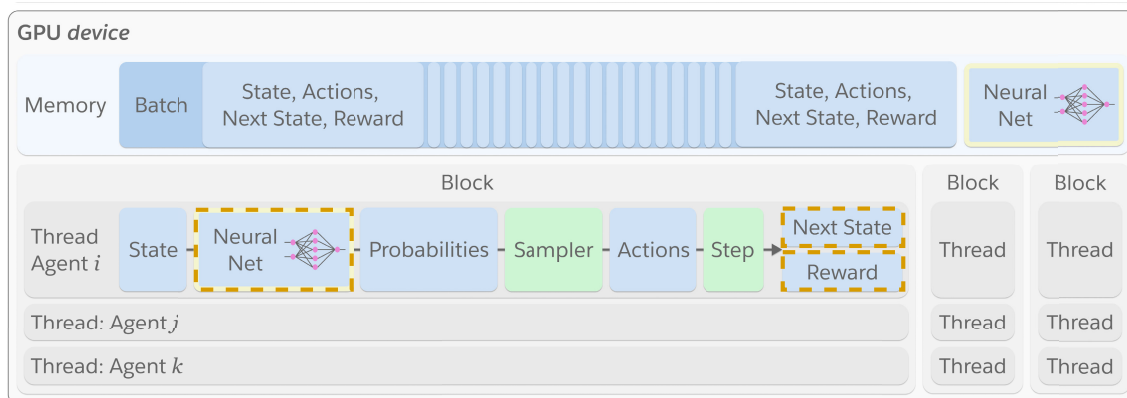 GPU device
Memory
Batch
State, Actions,
Next State, Reward
State, Actions,
Next State, Reward
Neural
Net
Block
Block
Block
Thread
Agent i
State
Neural
Net
Probabilities
Sampler
Actions
Step
Next State
Reward
Thread
Thread
Thread: Agent j
Thread
Thread
Thread: Agent k
Thread
Thread